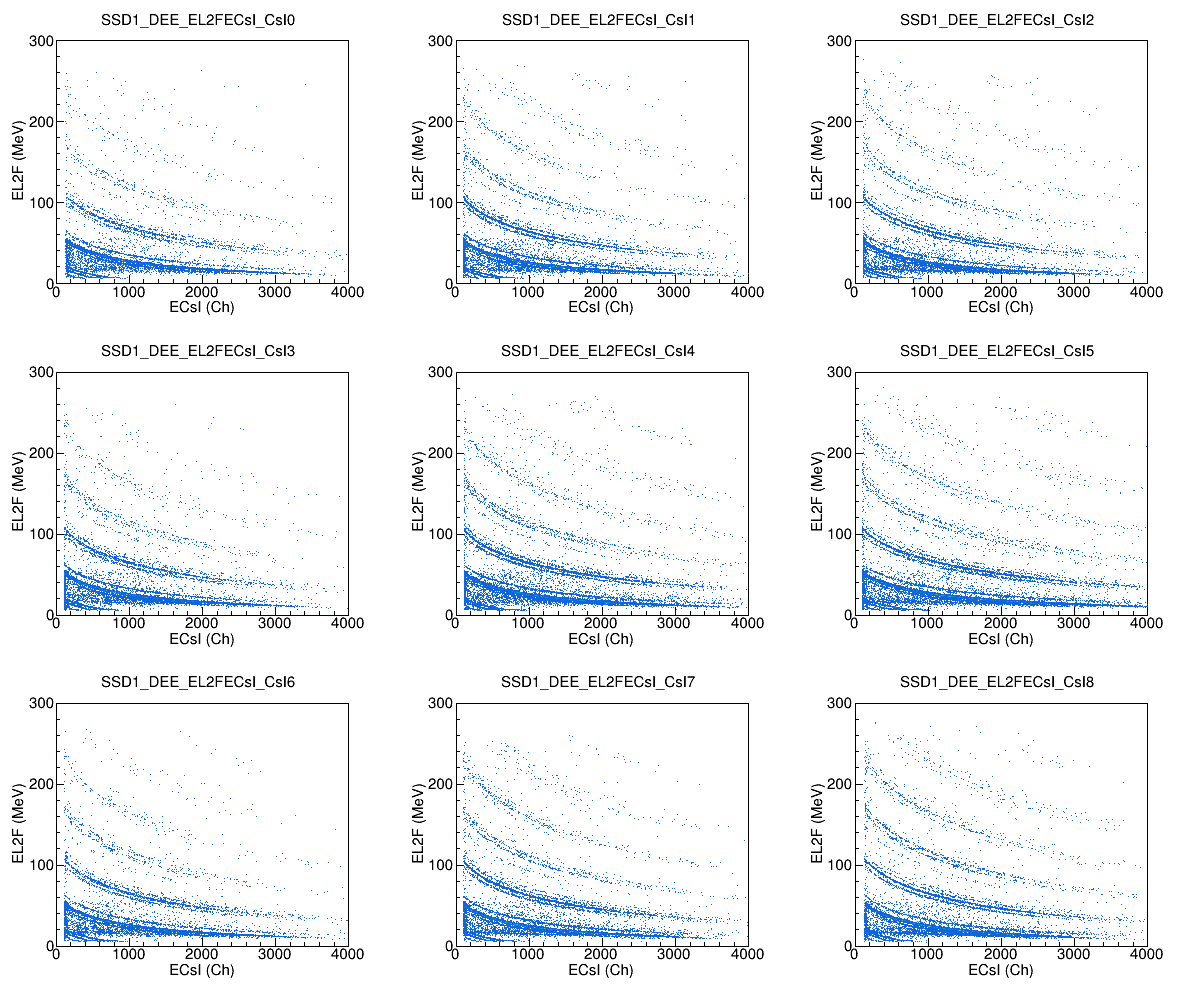 SSD1_DEE_EL2FECsI_CsI0
300
200
100
0
EL2F (MeV)
0 1000 2000 3000 4000
ECsI (Ch)
SSD1_DEE_EL2FECsI_CsI1
300
200
100
0
EL2F (MeV)
0 1000 2000 3000 4000
ECsI (Ch)
SSD1_DEE_EL2FECsI_CsI2
300
200
100
0
EL2F (MeV)
0 1000 2000 3000 4000
ECsI (Ch)
SSD1_DEE_EL2FECsI_CsI3
300
200
100
0
EL2F (MeV)
0 1000 2000 3000 4000
ECsI (Ch)
SSD1_DEE_EL2FECsI_CsI4
300
200
100
0
EL2F (MeV)
0 1000 2000 3000 4000
ECsI (Ch)
SSD1_DEE_EL2FECsI_CsI5
300
200
100
0
EL2F (MeV)
0 1000 2000 3000 4000
ECsI (Ch)
SSD1_DEE_EL2FECsI_CsI6
300
200
100
0
EL2F (MeV)
0 1000 2000 3000 4000
ECsI (Ch)
SSD1_DEE_EL2FECsI_CsI7
300
200
100
0
EL2F (MeV)
0 1000 2000 3000 4000
ECsI (Ch)
SSD1_DEE_EL2FECsI_CsI8
300
200
100
0
EL2F (MeV)
0 1000 2000 3000 4000
ECsI (Ch)